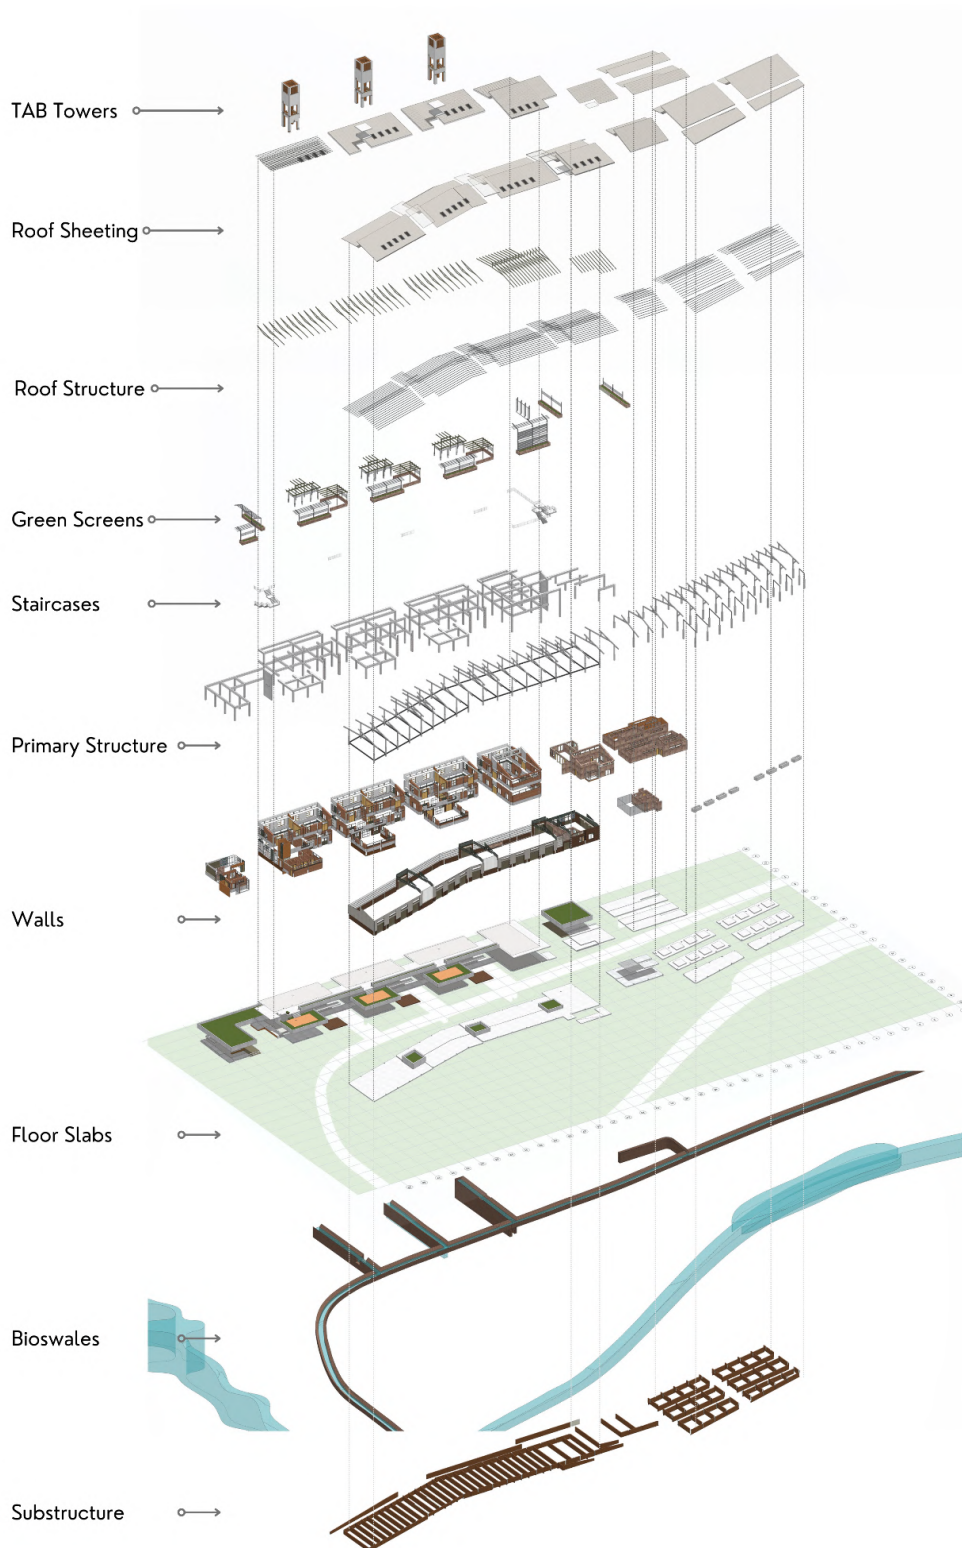 TAB Towers
Roof Sheeting
Roof Structure
Green Screens
Staircases
Primary Structure
Walls
Floor Slabs
Bioswales
Substructure